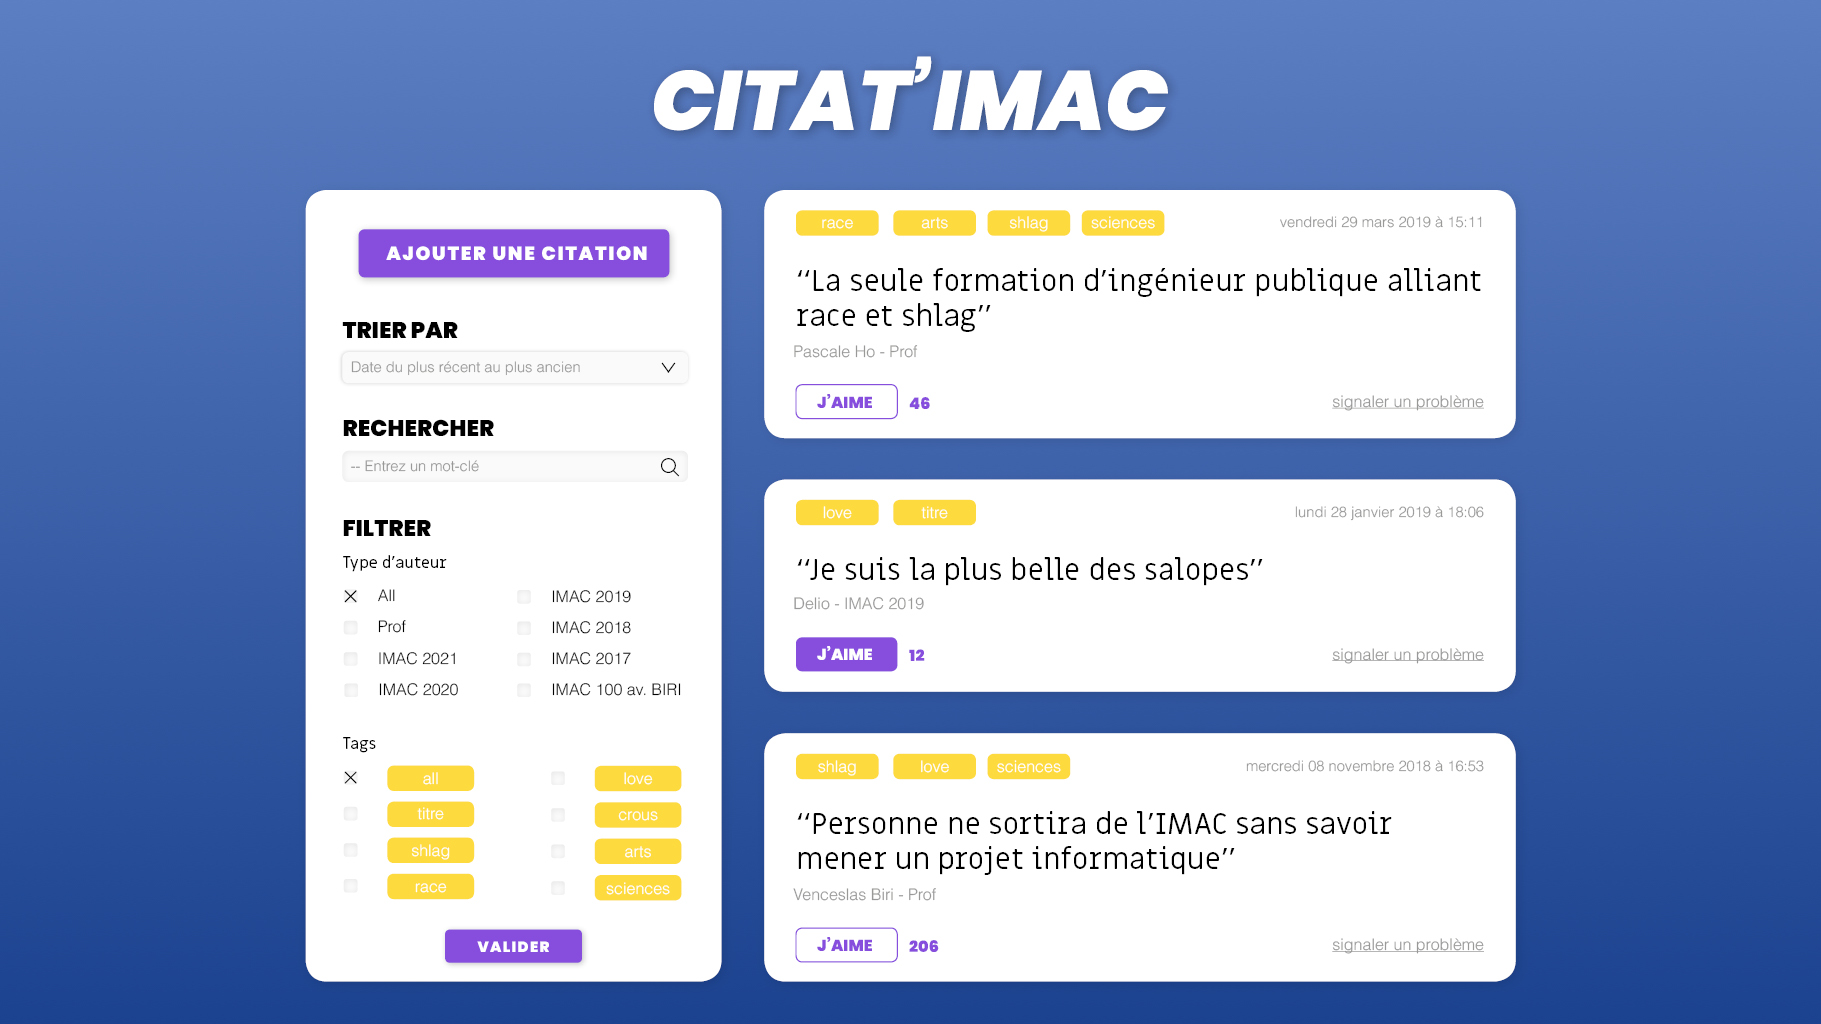 CITAT’IMAC
AJOUTER UNE CITATION
TRIER PAR
Date du plus récent au plus ancien
RECHERCHER
-- Entrez un mot-clé
FILTRER
Type d’auteur
All
IMAC 2019
Prof
IMAC 2018
IMAC 2021
IMAC 2017
IMAC 2020
IMAC 100 av. BIRI
Tags
all
love
titre
crous
shlag
arts
race
sciences
VALIDER
race arts shlag sciences
vendredi 29 mars 2019 à 15:11
‘‘La seule formation d’ingénieur publique alliant
race et shlag’’
Pascale Ho - Prof
J’AIME 46
signaler un problème
love titre
lundi 28 janvier 2019 à 18:06
‘‘Je suis la plus belle des salopes’’
Delio - IMAC 2019
J’AIME 12
signaler un problème
shlag love sciences
mercredi 08 novembre 2018 à 16:53
‘‘Personne ne sortira de l’IMAC sans savoir
mener un projet informatique’’
Venceslas Biri - Prof
J’AIME 206
signaler un problème